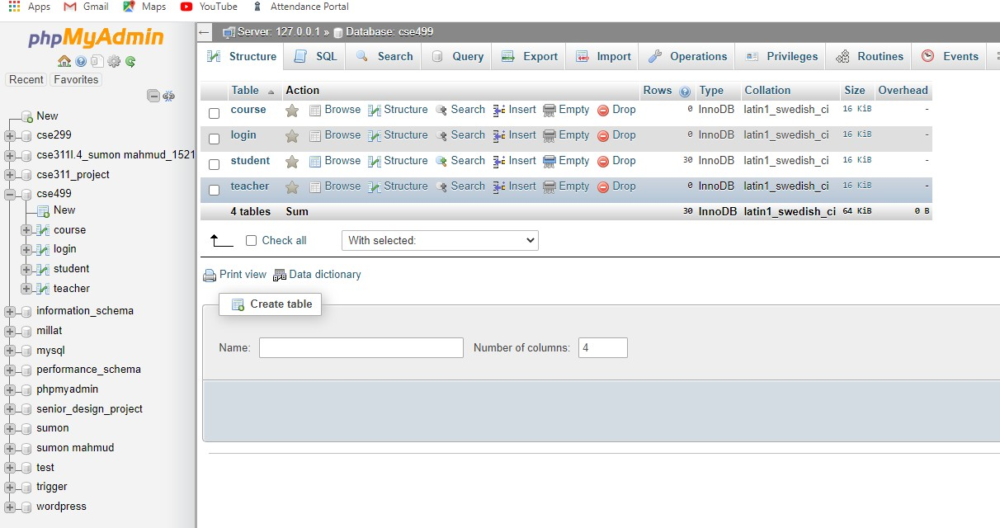 Apps Gmail Maps YouTube Attendance Portal
phpMyAdmin
Recent Favorites
New
cse299
cse311l.4_sumon mahmud_1521
cse311_project
cse499
New
course
login
student
teacher
information_schema
millat
mysql
performance_schema
phpmyadmin
senior_design_project
sumon
sumon mahmud
test
trigger
wordpress
Server: 127.0.0.1 » Database: cse499
Structure SQL Search Query Export Import Operations Privileges Routines Events
Table Action Rows Type Collation Size Overhead
course Browse Structure Search Insert Empty Drop 0 InnoDB latin1_swedish_ci 16 KiB -
login Browse Structure Search Insert Empty Drop 0 InnoDB latin1_swedish_ci 16 KiB -
student Browse Structure Search Insert Empty Drop 30 InnoDB latin1_swedish_ci 16 KiB -
teacher Browse Structure Search Insert Empty Drop 0 InnoDB latin1_swedish_ci 16 KiB -
4 tables Sum 30 InnoDB latin1_swedish_ci 64 KiB 0 B
Check all With selected:
Print view Data dictionary
Create table
Name: Number of columns: 4